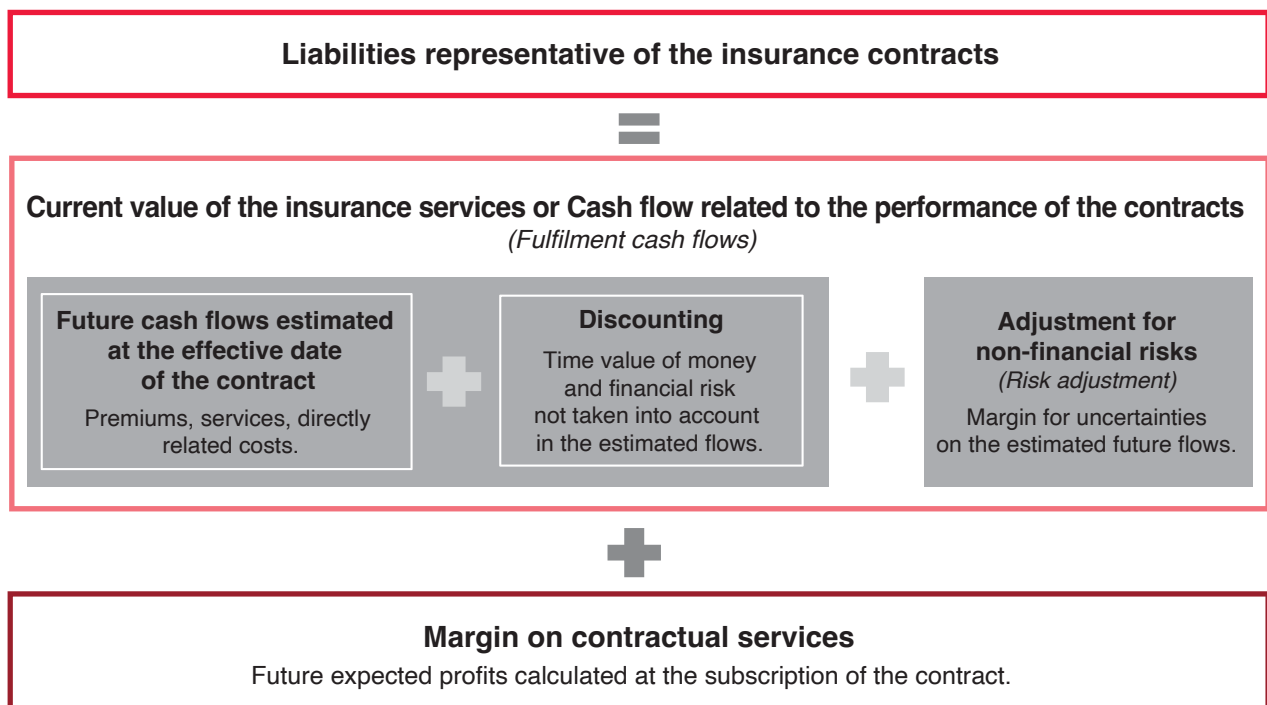 Liabilities representative of the insurance contracts
Current value of the insurance services or Cash flow related to the performance of the contracts
(Fulfilment cash flows)
Future cash flows estimated
at the effective date
of the contract
Premiums, services, directly
related costs.
Discounting
Time value of money
and financial risk
not taken into account
in the estimated flows.
Adjustment for
non-financial risks
(Risk adjustment)
Margin for uncertainties
on the estimated future flows.
Margin on contractual services
Future expected profits calculated at the subscription of the contract.